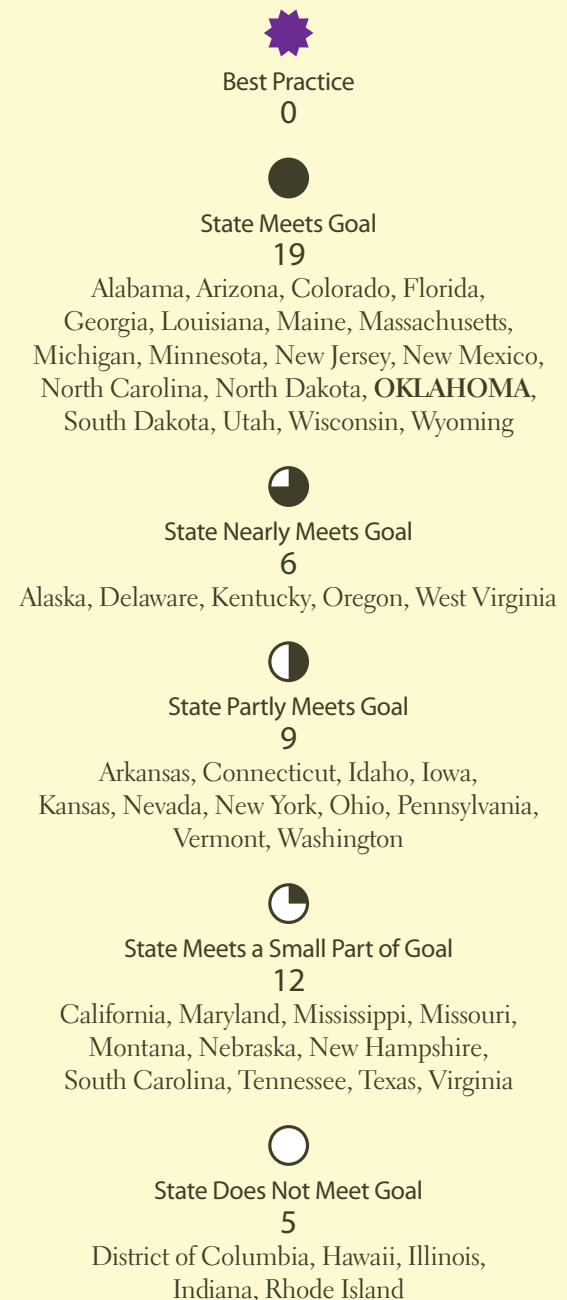 Best Practice
0
State Meets Goal
19
Alabama, Arizona, Colorado, Florida,
Georgia, Louisiana, Maine, Massachusetts,
Michigan, Minnesota, New Jersey, New Mexico,
North Carolina, North Dakota, OKLAHOMA,
South Dakota, Utah, Wisconsin, Wyoming
State Nearly Meets Goal
6
Alaska, Delaware, Kentucky, Oregon, West Virginia
State Partly Meets Goal
9
Arkansas, Connecticut, Idaho, Iowa,
Kansas, Nevada, New York, Ohio, Pennsylvania,
Vermont, Washington
State Meets a Small Part of Goal
12
California, Maryland, Mississippi, Missouri,
Montana, Nebraska, New Hampshire,
South Carolina, Tennessee, Texas, Virginia
State Does Not Meet Goal
5
District of Columbia, Hawaii, Illinois,
Indiana, Rhode Island